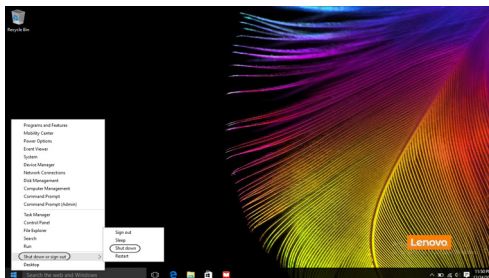 Recycle Bin
Lenovo
Programs and Features
Mobility Center
Power Options
Event Viewer
System
Device Manager
Network Connections
Disk Management
Computer Management
Command Prompt
Command Prompt (Admin)
Task Manager
Control Panel
File Explorer
Search
Run
Shut down or sign out
Desktop
Sign out
Sleep
Shut down
Restart
Search the web and Windows